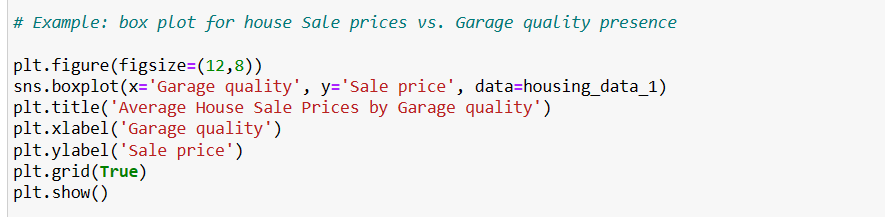 # Example: box plot for house Sale prices vs. Garage quality presence
plt.figure(figsize=(12,8))
sns.boxplot(x='Garage quality', y='Sale price', data=housing_data_1)
plt.title('Average House Sale Prices by Garage quality')
plt.xlabel('Garage quality')
plt.ylabel('Sale price')
plt.grid(True)
plt.show()